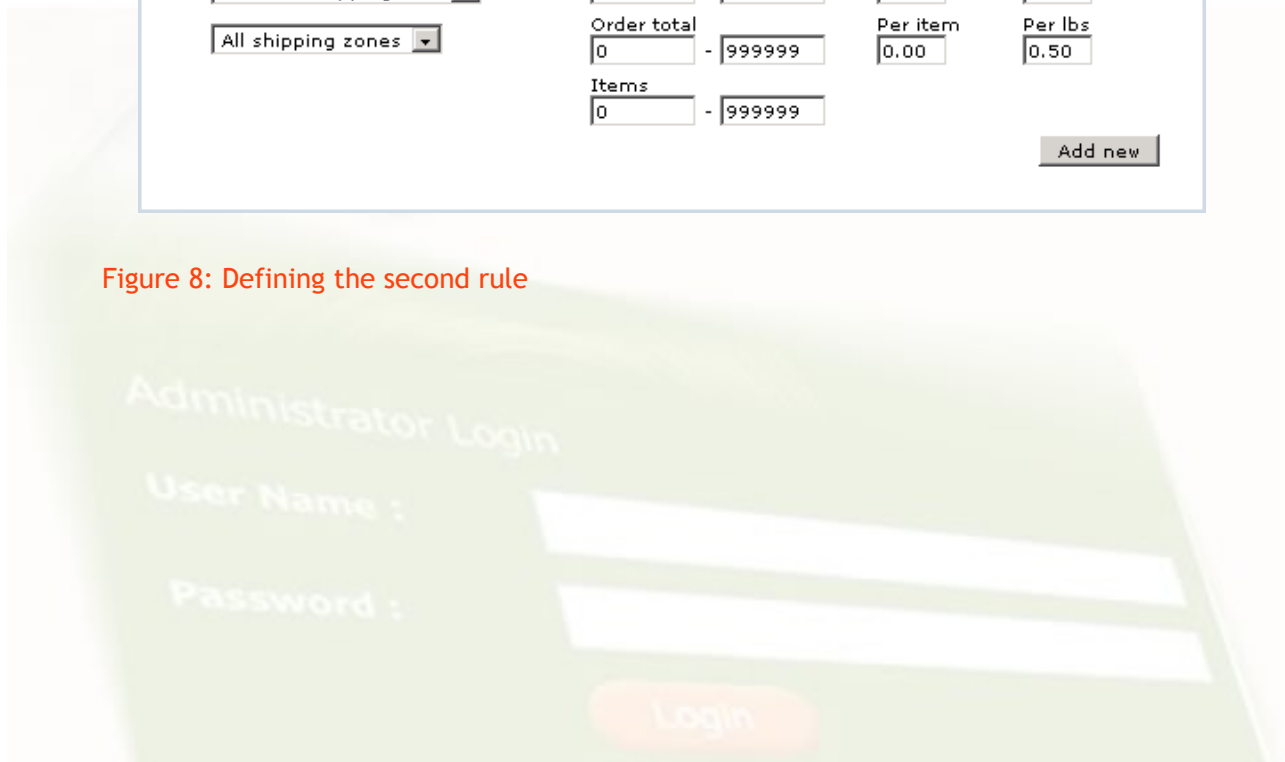 Order total Per item Per lbs
All shipping zones 0 - 999999 0.00 0.50
Items
0 - 999999
Add new
Figure 8: Defining the second rule
Administrator Login
User Name :
Password :
Login